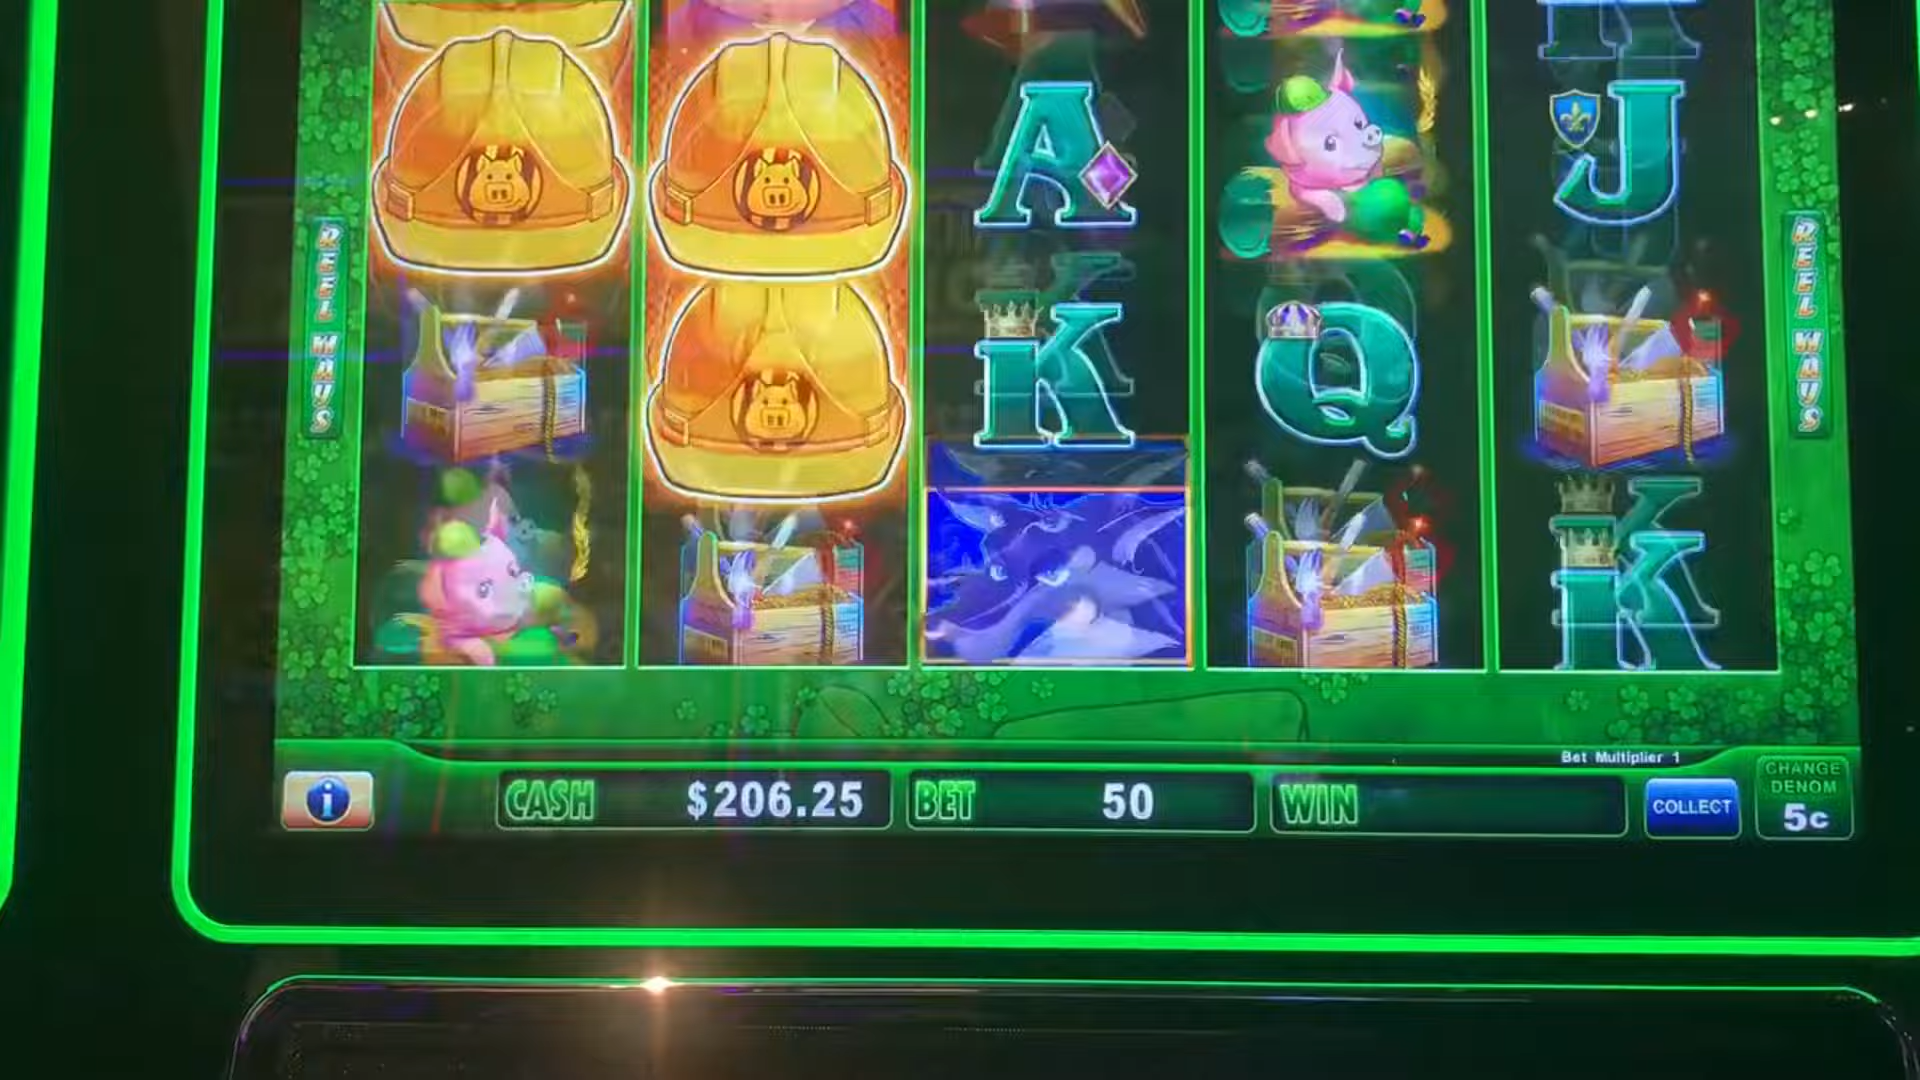 A
J
REEL WAYS
REEL WAYS
K
Q
K
Bet Multiplier 1
CASH $206.25
BET 50
WIN
COLLECT
CHANGE
DENOM
5c